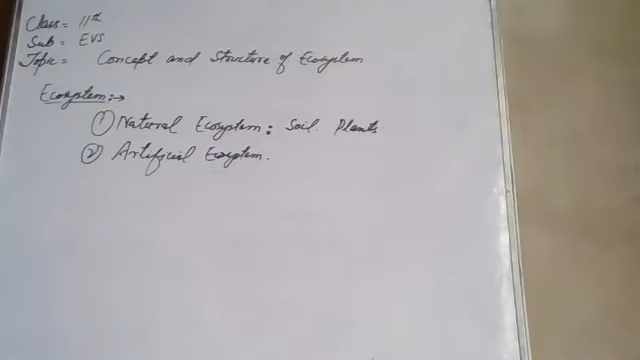 Class = 11th
Sub = EVS
Topic = Concept and Structure of Ecosystem
Ecosystem :→
① Natural Ecosystem : Soil. Plants
② Artificial Ecosystem.